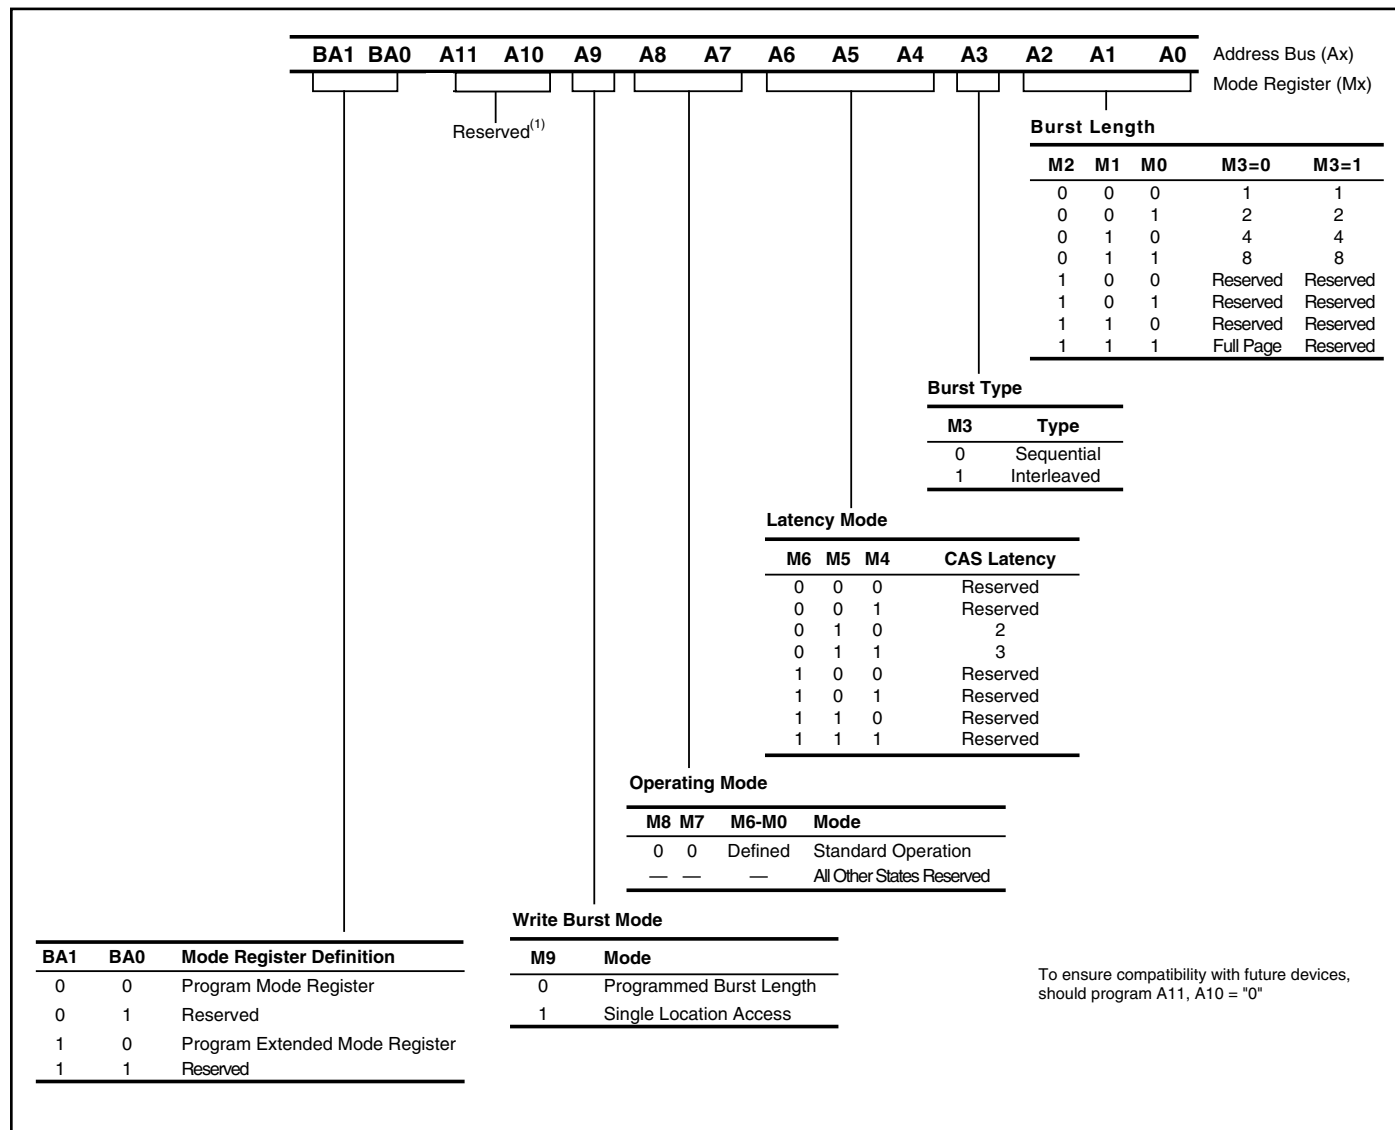 BA1 BA0 A11 A10 A9 A8 A7 A6 A5 A4 A3 A2 A1 A0 Address Bus (Ax)
Mode Register (Mx)
Reserved(1)
Burst Length
M2 M1 M0 M3=0 M3=1
0 0 0 1 1
0 0 1 2 2
0 1 0 4 4
0 1 1 8 8
1 0 0 Reserved Reserved
1 0 1 Reserved Reserved
1 1 0 Reserved Reserved
1 1 1 Full Page Reserved
Burst Type
M3 Type
0 Sequential
1 Interleaved
Latency Mode
M6 M5 M4 CAS Latency
0 0 0 Reserved
0 0 1 Reserved
0 1 0 2
0 1 1 3
1 0 0 Reserved
1 0 1 Reserved
1 1 0 Reserved
1 1 1 Reserved
Operating Mode
M8 M7 M6-M0 Mode
0 0 Defined Standard Operation
— — — All Other States Reserved
Write Burst Mode
M9 Mode
0 Programmed Burst Length
1 Single Location Access
BA1 BA0 Mode Register Definition
0 0 Program Mode Register
0 1 Reserved
1 0 Program Extended Mode Register
1 1 Reserved
To ensure compatibility with future devices,
should program A11, A10 = "0"